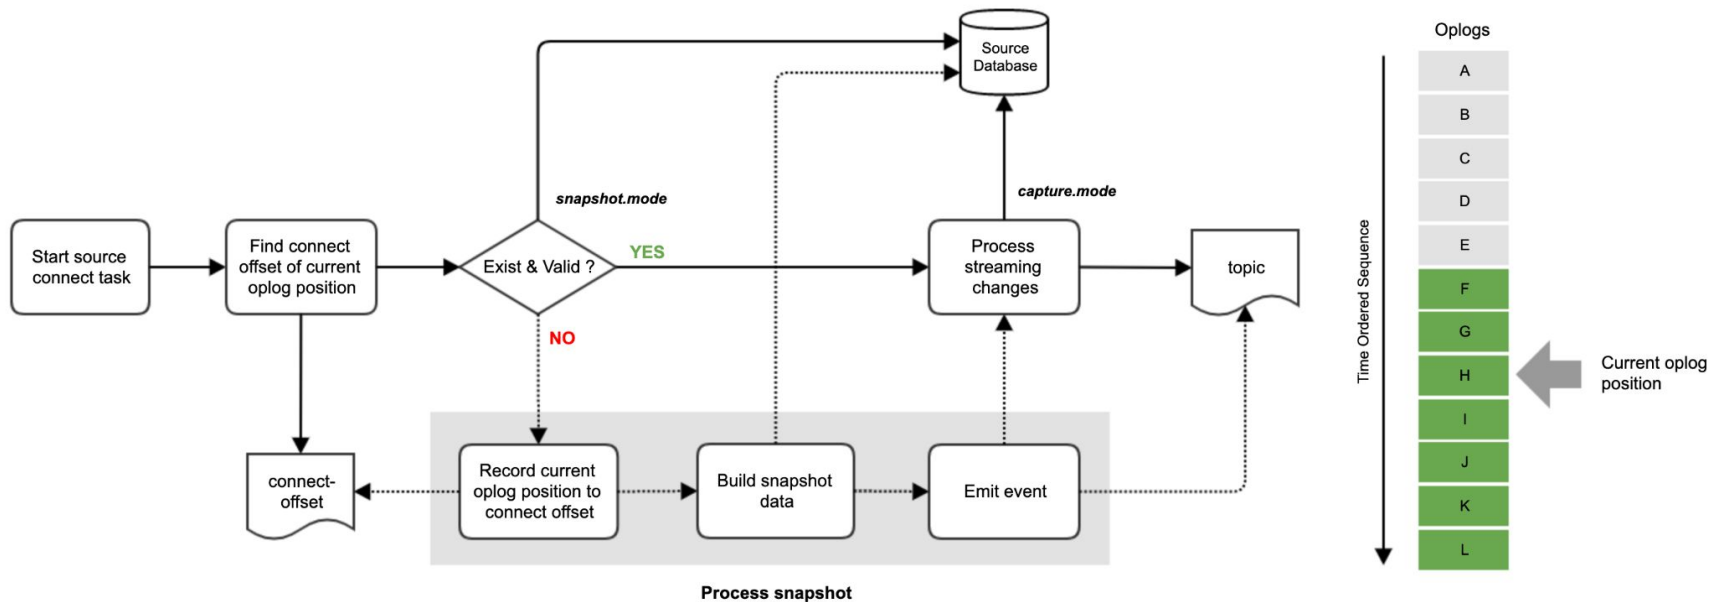 Oplogs
Source
Database
A
B
C
D
E
F
G
H
I
J
K
L
snapshot.mode
capture.mode
Start source
connect task
Find connect
offset of current
oplog position
Exist & Valid ?
YES
NO
Process
streaming
changes
topic
Time Ordered Sequence
Current oplog
position
connect-
offset
Record current
oplog position to
connect offset
Build snapshot
data
Emit event
Process snapshot